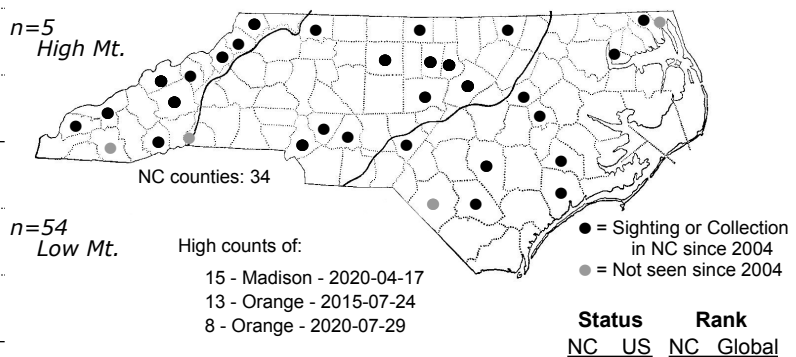 n=5
High Mt.
NC counties: 34
n=54
Low Mt.
High counts of:
15 - Madison - 2020-04-17
13 - Orange - 2015-07-24
8 - Orange - 2020-07-29
● = Sighting or Collection
in NC since 2004
● = Not seen since 2004
Status Rank
NC US NC Global